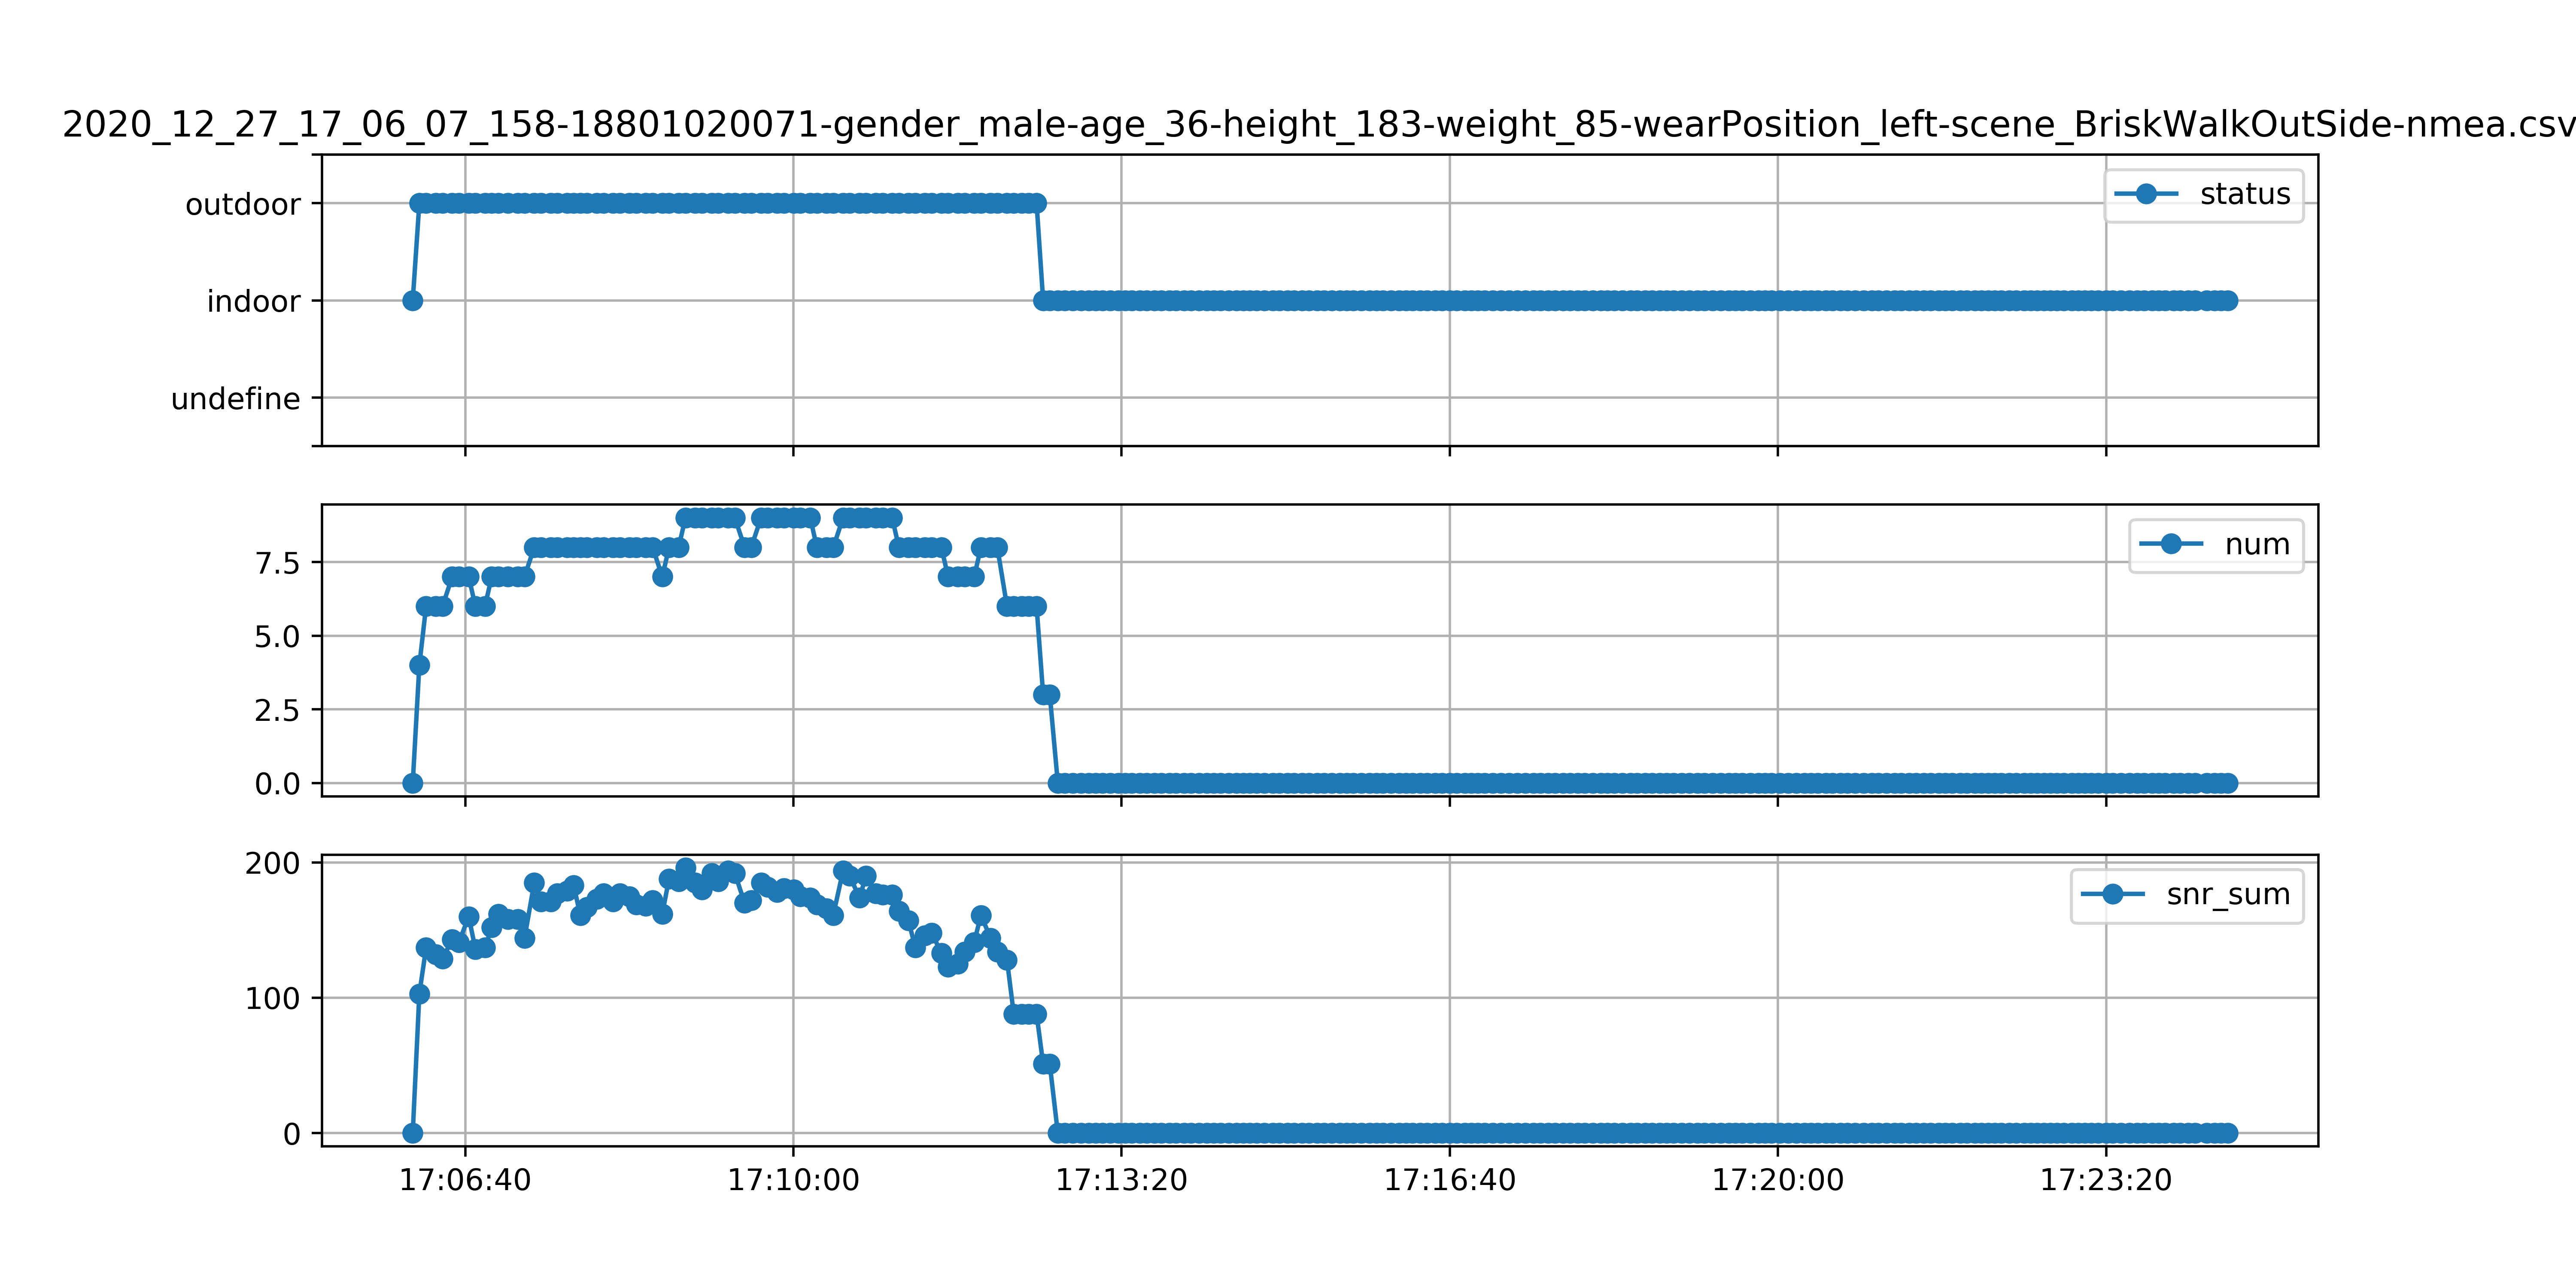 2020_12_27_17_06_07_158-18801020071-gender_male-age_36-height_183-weight_85-wearPosition_left-scene_BriskWalkOutSide-nmea.csv
outdoor
status
indoor
undefine
num
7.5
5.0
2.5
0.0
200
snr_sum
100
0
17:06:40 17:10:00 17:13:20 17:16:40 17:20:00 17:23:20